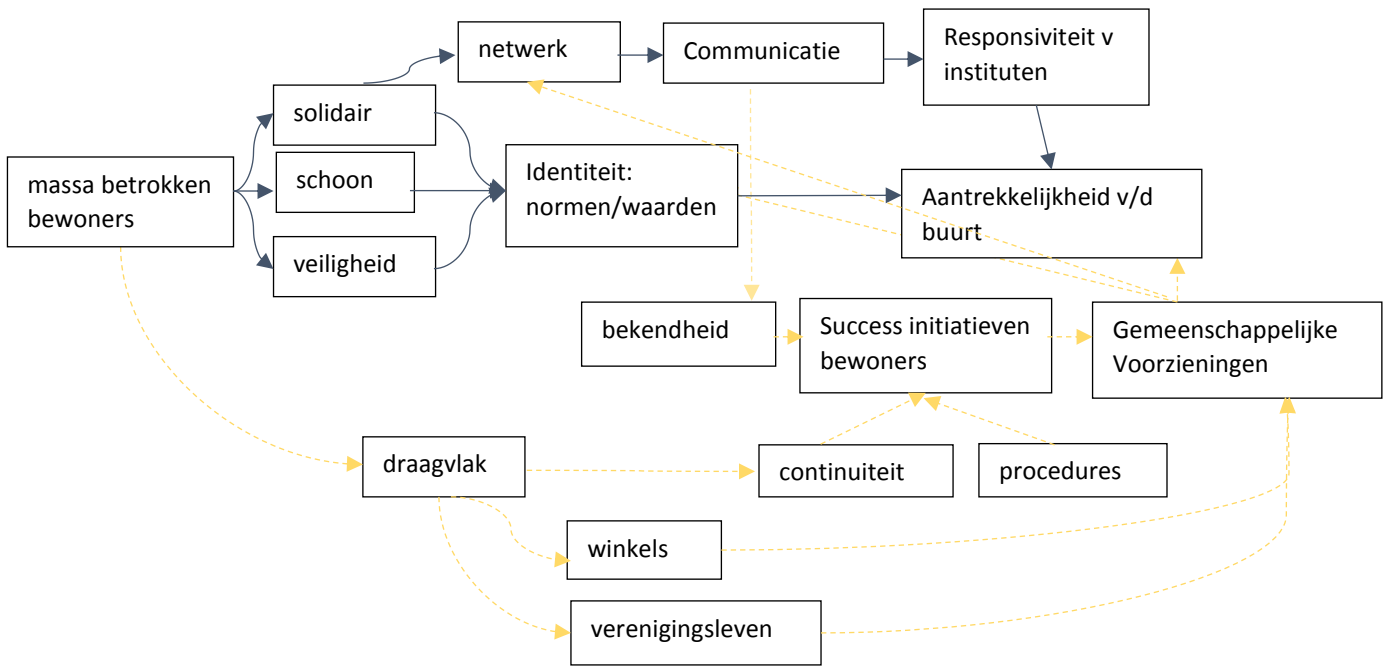 netwerk
Communicatie
Responsiviteit v
instituten
solidair
massa betrokken
bewoners
schoon
Identiteit:
normen/waarden
Aantrekkelijkheid v/d
buurt
veiligheid
bekendheid
Success initiatieven
bewoners
Gemeenschappelijke
Voorzieningen
draagvlak
continuiteit
procedures
winkels
verenigingsleven